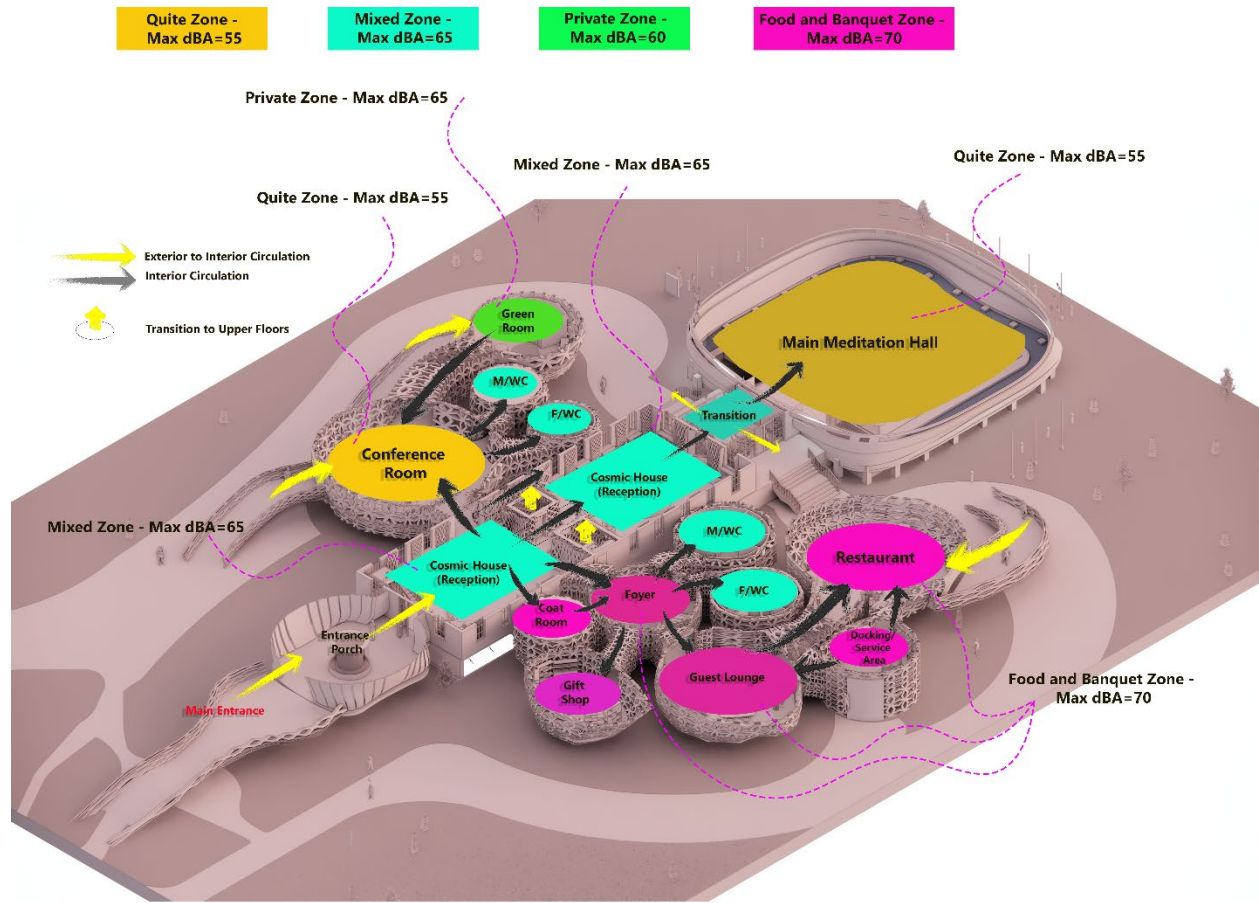 Quite Zone -
Max dBA=55
Mixed Zone -
Max dBA=65
Private Zone -
Max dBA=60
Food and Banquet Zone -
Max dBA=70
Private Zone - Max dBA=65
Mixed Zone - Max dBA=65
Quite Zone - Max dBA=55
Quite Zone - Max dBA=55
Exterior to Interior Circulation
Interior Circulation
Transition to Upper Floors
Green
Room
Main Meditation Hall
M/WC
F/WC
Transition
Conference
Room
Cosmic House
(Reception)
Mixed Zone - Max dBA=65
M/WC
Restaurant
Cosmic House
(Reception)
F/WC
Foyer
Coat
Room
Entrance
Porch
Docking/
Service
Area
Guest Lounge
Gift
Shop
Food and Banquet Zone -
Max dBA=70
Main Entrance